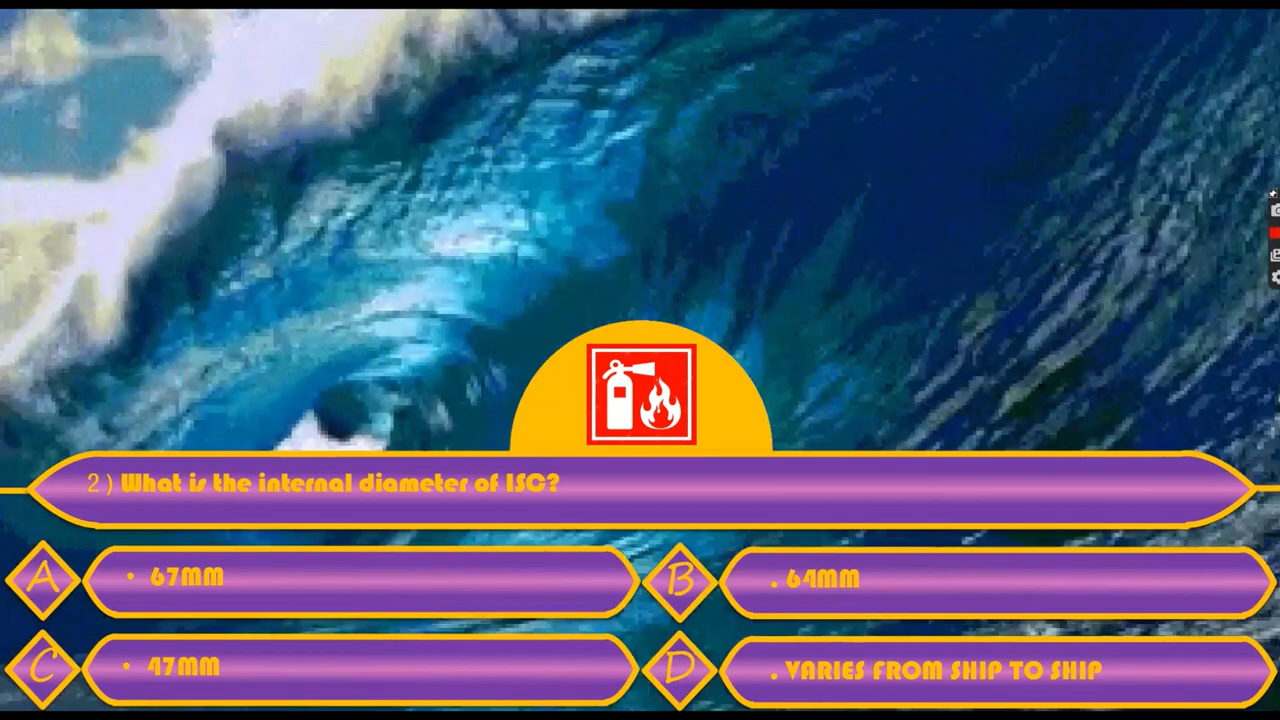 2) What is the internal diameter of ISC?
A
• 67MM
B
. 64MM
C
• 47MM
D
. VARIES FROM SHIP TO SHIP